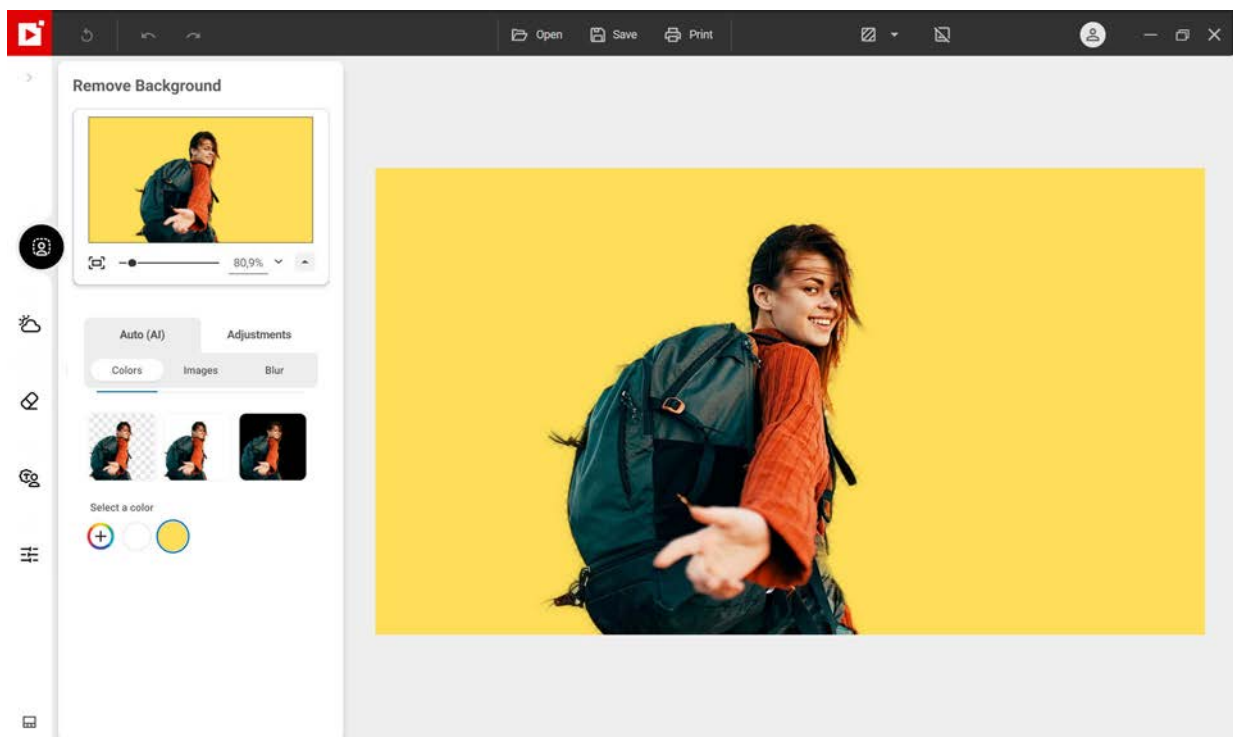 Open Save Print
Remove Background
80,9%
Auto (AI) Adjustments
Colors Images Blur
Select a color